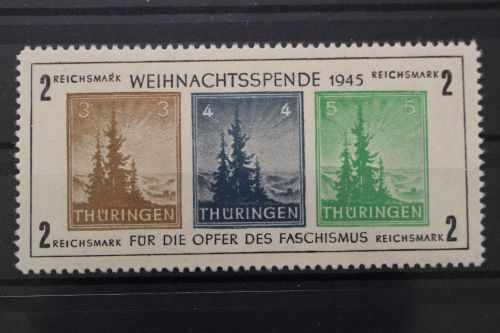 2 REICHSMARK WEIHNACHTSSPENDE 1945 REICHSMARK 2
3 3 4 4 5 5
THÜRINGEN THÜRINGEN THÜRINGEN
2 REICHSMARK FÜR DIE OPFER DES FASCHISMUS REICHSMARK 2